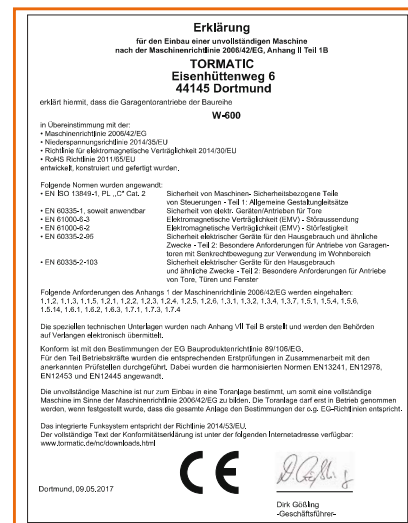 Erklärung
für den Einbau einer unvollständigen Maschine
nach der Maschinenrichtlinie 2006/42/EG, Anhang II Teil 1B
TORMATIC
Eisenhüttenweg 6
44145 Dortmund
erklärt hiermit, dass die Garagentorantriebe der Baureihe
W-600
in Übereinstimmung mit der:
• Maschinenrichtlinie 2006/42/EG
• Niederspannungsrichtlinie 2014/35/EU
• Richtlinie für elektromagnetische Verträglichkeit 2014/30/EU
• RoHS Richtlinie 2011/65/EU
entwickelt, konstruiert und gefertigt wurden.
Folgende Normen wurden angewandt:
• EN ISO 13849-1, PL „C“ Cat. 2 Sicherheit von Maschinen- Sicherheitsbezogene Teile
von Steuerungen - Teil 1: Allgemeine Gestaltungleitsätze
• EN 60335-1, soweit anwendbar Sicherheit von elektr. Geräten/Antrieben für Tore
• EN 61000-6-3 Elektromagnetische Verträglichkeit (EMV) - Störaussendung
• EN 61000-6-2 Elektromagnetische Verträglichkeit (EMV) - Störfestigkeit
• EN 60335-2-95 Sicherheit elektrischer Geräte für den Hausgebrauch und ähnliche
Zwecke - Teil 2: Besondere Anforderungen für Antriebe von Garagen-
toren mit Senkrechtbewegung zur Verwendung im Wohnbereich
• EN 60335-2-103 Sicherheit elektrischer Geräte für den Hausgebrauch
und ähnliche Zwecke - Teil 2: Besondere Anforderungen für Antriebe
von Tore, Türen und Fenster
Folgende Anforderungen des Anhangs 1 der Maschinenrichtlinie 2006/42/EG werden eingehalten:
1.1.2, 1.1.3, 1.1.5, 1.2.1, 1.2.2, 1.2.3, 1.2.4, 1.2.5, 1.2.6, 1.3.1, 1.3.2, 1.3.4, 1.3.7, 1.5.1, 1.5.4, 1.5.6,
1.5.14, 1.6.1, 1.6.2, 1.6.3, 1.7.1, 1.7.3, 1.7.4
Die speziellen technischen Unterlagen wurden nach Anhang VII Teil B erstellt und werden den Behörden
auf Verlangen elektronisch übermittelt.
Konform ist mit den Bestimmungen der EG Bauproduktenrichtlinie 89/106/EG.
Für den Teil Betriebskräfte wurden die entsprechenden Erstprüfungen in Zusammenarbeit mit den
anerkannten Prüfstellen durchgeführt. Dabei wurden die harmonisierten Normen EN13241, EN12978,
EN12453 und EN12445 angewandt.
Die unvollständige Maschine ist nur zum Einbau in eine Toranlage bestimmt, um somit eine vollständige
Maschine im Sinne der Maschinenrichtlinie 2006/42/EG zu bilden. Die Toranlage darf erst in Betrieb genommen
werden, wenn festgestellt wurde, dass die gesamte Anlage den Bestimmungen der o.g. EG-Richtlinien entspricht.
Das integrierte Funksystem entspricht der Richtlinie 2014/53/EU.
Der vollständige Text der Konformitätserklärung ist unter der folgenden Internetadresse verfügbar:
www.tormatic.de/nc/downloads.html
CE
Dortmund, 09.05.2017
Dirk Gößling
-Geschäftsführer-